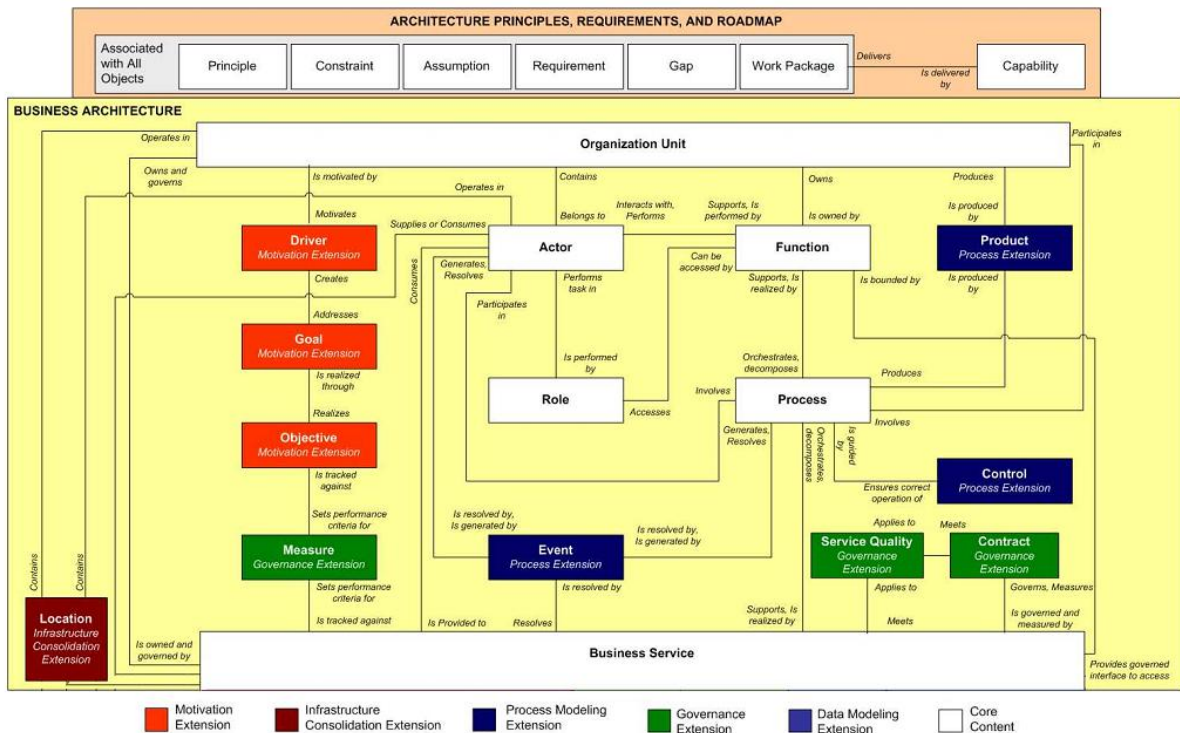 ARCHITECTURE PRINCIPLES, REQUIREMENTS, AND ROADMAP
Associated
with All
Objects
Principle
Constraint
Assumption
Requirement
Gap
Work Package
Delivers
Is delivered
by
Capability
BUSINESS ARCHITECTURE
Operates in
Organization Unit
Participates
in
Owns and
governs
Is motivated by
Contains
Owns
Produces
Operates in
Motivates
Supplies or Consumes
Belongs to
Interacts with,
Performs
Supports, Is
performed by
Is owned by
Is produced
by
Driver
Motivation Extension
Actor
Function
Product
Process Extension
Creates
Consumes
Generates,
Resolves
Performs
task in
Can be
accessed by
Supports, Is
realized by
Is bounded by
Is produced
by
Addresses
Participates
in
Goal
Motivation Extension
Is realized
through
Is performed
by
Orchestrates,
decomposes
Produces
Realizes
Role
Accesses
Involves
Process
Involves
Objective
Motivation Extension
Generates,
Resolves
Orchestrates,
decomposes
Is guided
by
Is tracked
against
Ensures correct
operation of
Control
Process Extension
Sets performance
criteria for
Is resolved by,
Is generated by
Is resolved by,
Is generated by
Applies to
Meets
Measure
Governance Extension
Event
Process Extension
Service Quality
Governance
Extension
Contract
Governance
Extension
Contains
Contains
Sets performance
criteria for
Is resolved by
Applies to
Governs, Measures
Location
Infrastructure
Consolidation
Extension
Is tracked against
Is Provided to
Resolves
Supports, Is
realized by
Meets
Is governed and
measured by
Is owned and
governed by
Business Service
Provides governed
interface to access
Motivation
Extension
Infrastructure
Consolidation Extension
Process Modeling
Extension
Governance
Extension
Data Modeling
Extension
Core
Content